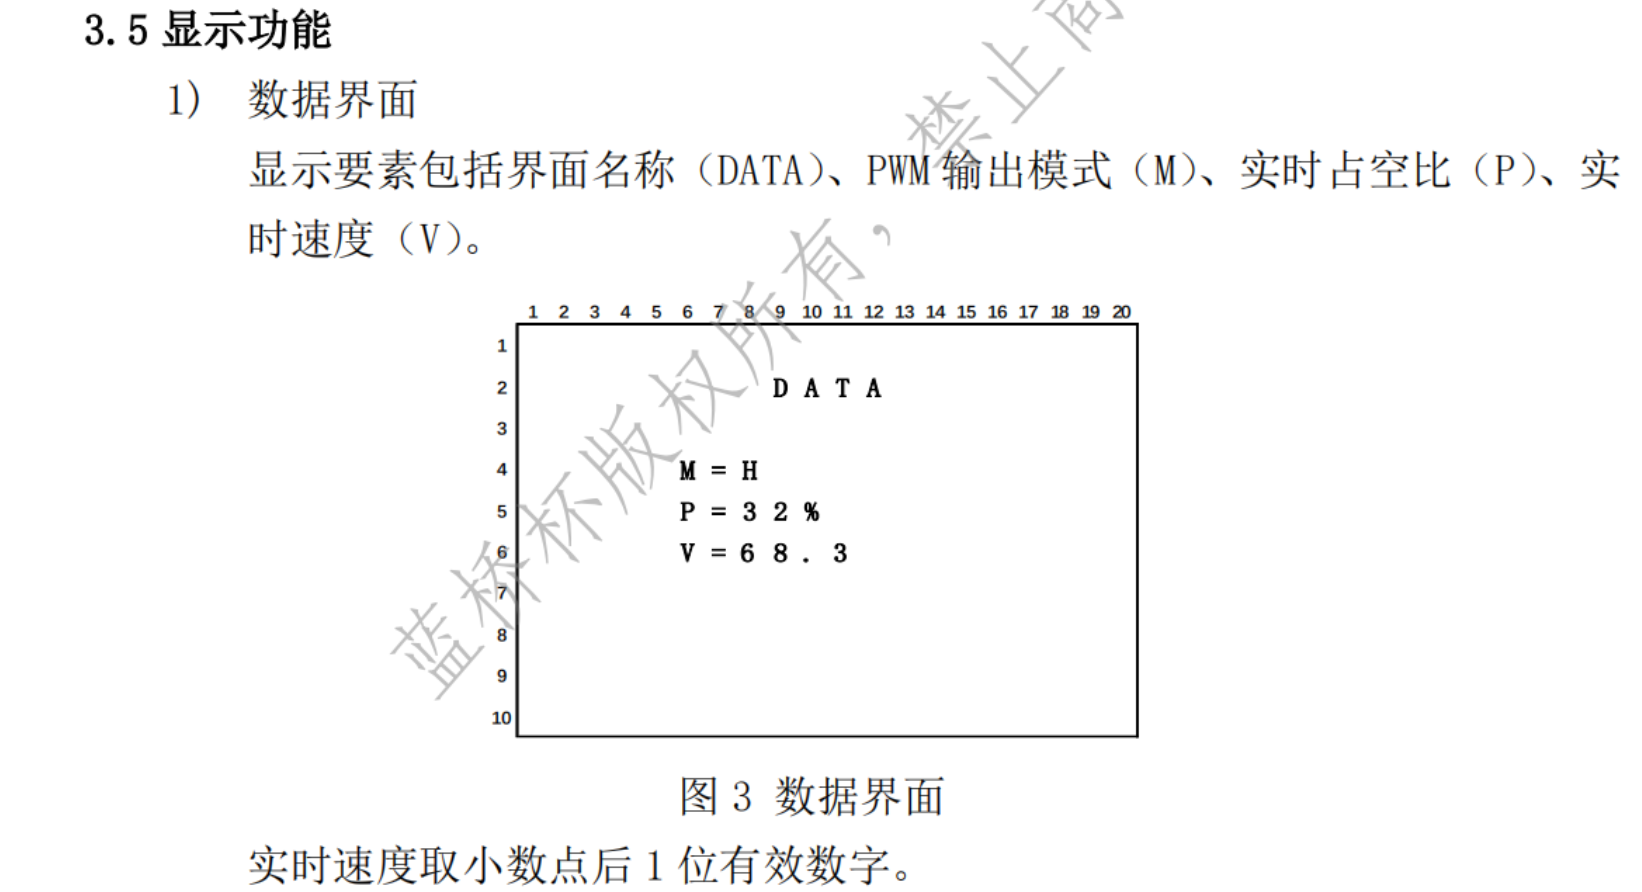 3.5 显示功能
1) 数据界面
显示要素包括界面名称（DATA）、PWM 输出模式（M）、实时占空比（P）、实
时速度（V）。
1 2 3 4 5 6 7 8 9 10 11 12 13 14 15 16 17 18 19 20
1
2 DATA
3
4 M=H
5 P=32%
6 V=68.3
7
8
9
10
图 3 数据界面
实时速度取小数点后 1 位有效数字。
蓝桥杯版权所有，禁止商